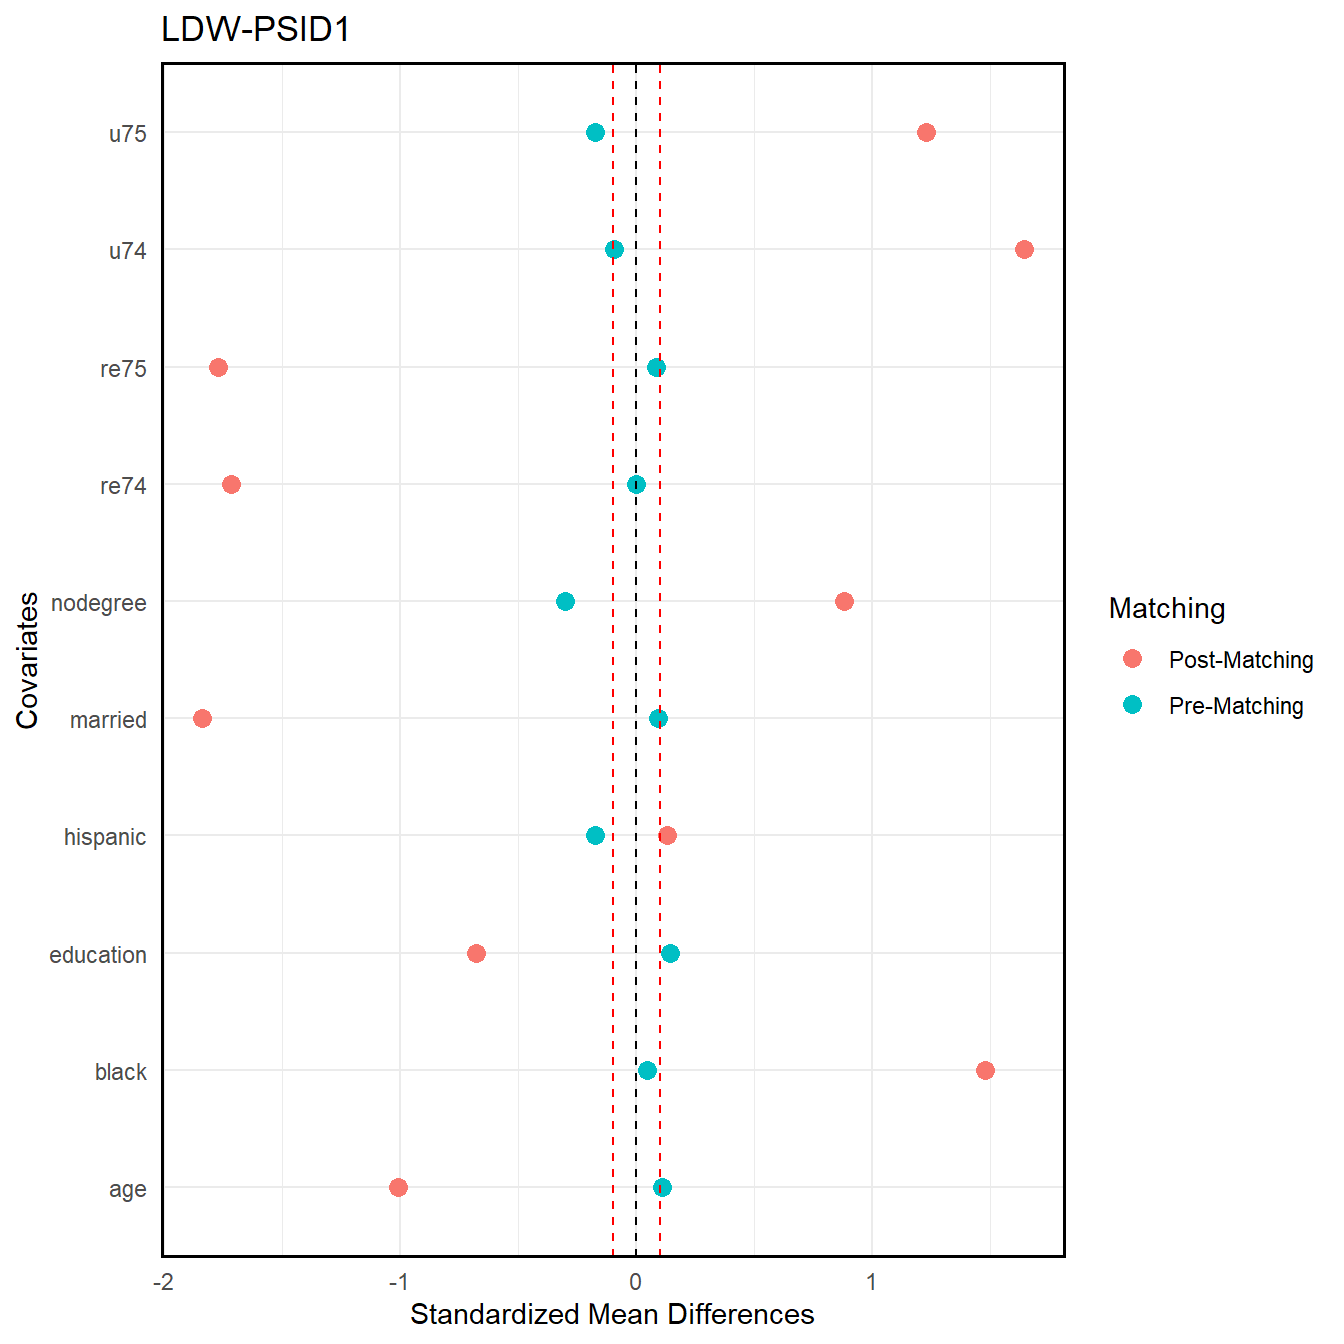 LDW-PSID1
u75
u74
re75
re74
nodegree
married
hispanic
education
black
age
Covariates
-2 -1 0 1
Standardized Mean Differences
Matching
Post-Matching
Pre-Matching